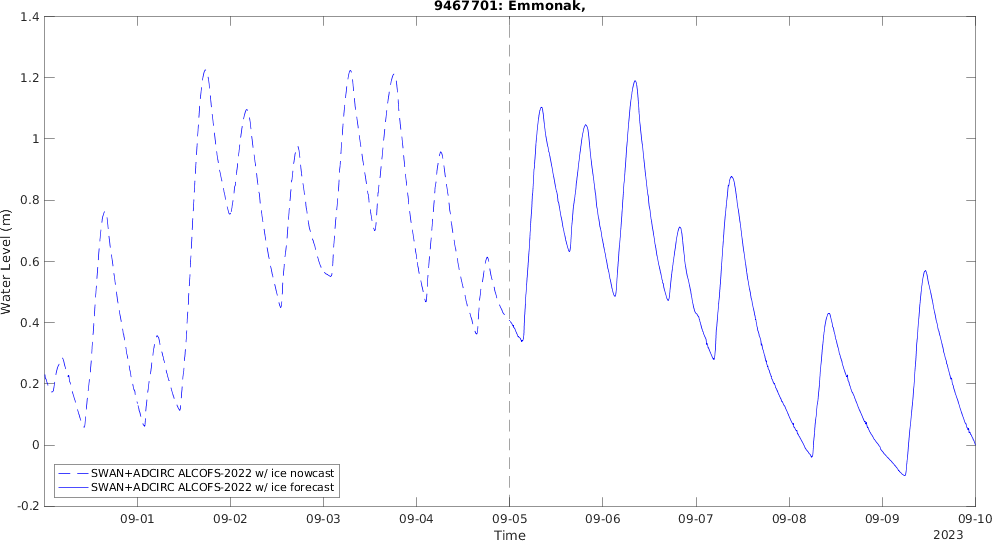 9467701: Emmonak,
1.4
1.2
1
0.8
0.6
0.4
0.2
0
-0.2
Water Level (m)
SWAN+ADCIRC ALCOFS-2022 w/ ice nowcast
SWAN+ADCIRC ALCOFS-2022 w/ ice forecast
09-01 09-02 09-03 09-04 09-05 09-06 09-07 09-08 09-09 09-10
Time
2023